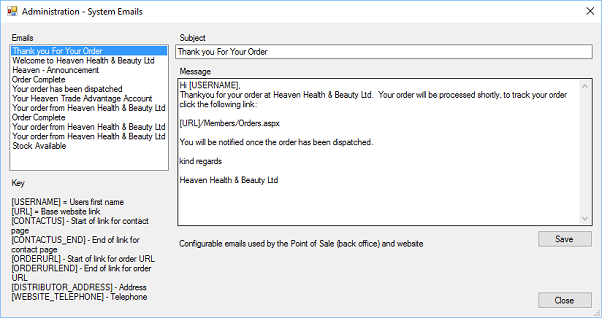 Administration - System Emails
Emails
Thank you For Your Order
Welcome to Heaven Health & Beauty Ltd
Heaven - Announcement
Order Complete
Your order has been dispatched
Your Heaven Trade Advantage Account
Your order from Heaven Health & Beauty Ltd
Order Complete
Your order from Heaven Health & Beauty Ltd
Your order from Heaven Health & Beauty Ltd
Stock Available
Key
[USERNAME] = Users first name
[URL] = Base website link
[CONTACTUS] - Start of link for contact
page
[CONTACTUS_END] - End of link for
contact page
[ORDERURL] - Start of link for order URL
[ORDERURLEND] - End of link for order
URL
[DISTRIBUTOR_ADDRESS] - Address
[WEBSITE_TELEPHONE] - Telephone
Subject
Thank you For Your Order
Message
Hi [USERNAME],
Thankyou for your order at Heaven Health & Beauty Ltd.  Your order will be processed shortly, to track your order
click the following link:
[URL]/Members/Orders.aspx
You will be notified once the order has been dispatched.
kind regards
Heaven Health & Beauty Ltd
Configurable emails used by the Point of Sale (back office) and website
Save
Close